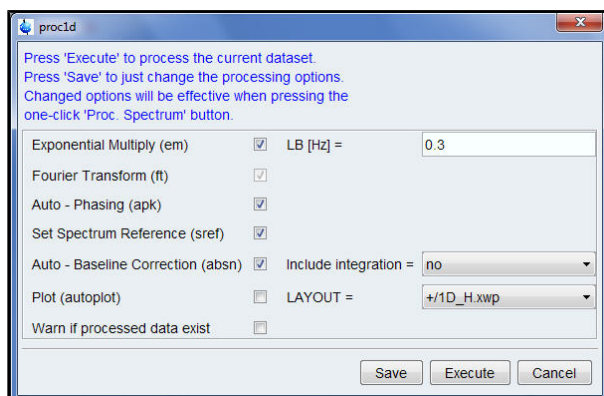 proc1d
Press 'Execute' to process the current dataset.
Press 'Save' to just change the processing options.
Changed options will be effective when pressing the
one-click 'Proc. Spectrum' button.
Exponential Multiply (em) LB [Hz] = 0.3
Fourier Transform (ft)
Auto - Phasing (apk)
Set Spectrum Reference (sref)
Auto - Baseline Correction (absn) Include integration = no
Plot (autoplot) LAYOUT = +/1D_H.xwp
Warn if processed data exist
Save Execute Cancel